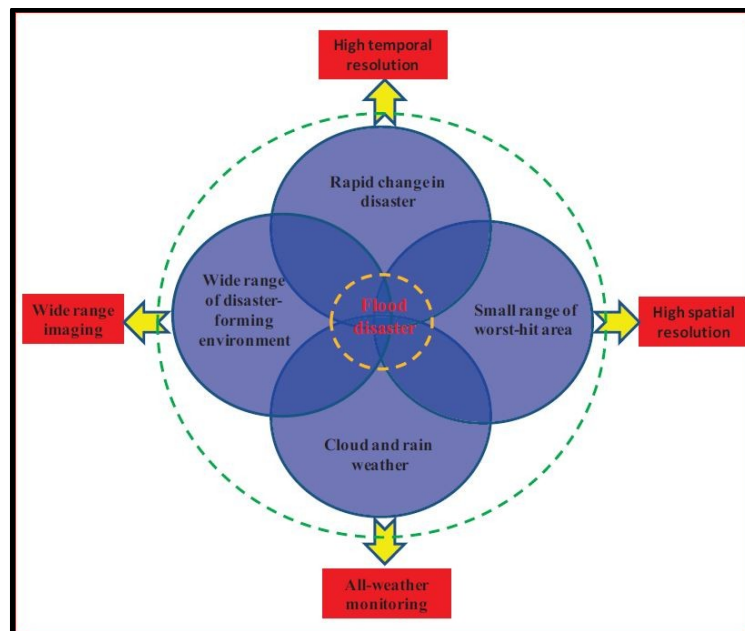 High temporal
resolution
Rapid change in
disaster
Wide range
of disaster-
forming
environment
Flood
disaster
Small range of
worst-hit area
Wide range
imaging
High spatial
resolution
Cloud and rain
weather
All-weather
monitoring